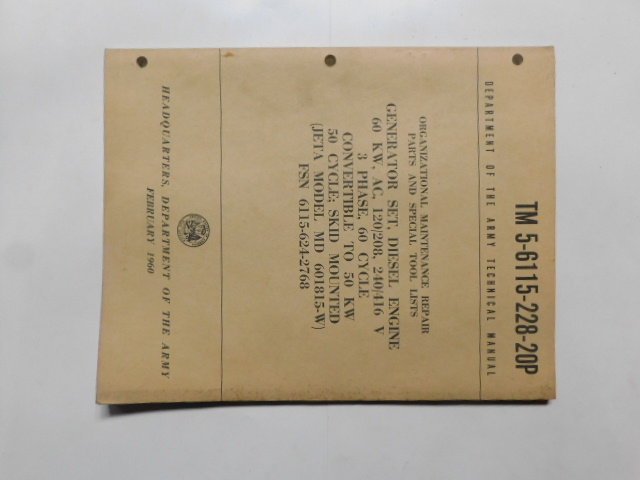 TM 5-6115-228-20P
DEPARTMENT OF THE ARMY TECHNICAL MANUAL
ORGANIZATIONAL MAINTENANCE REPAIR
PARTS AND SPECIAL TOOL LISTS
GENERATOR SET, DIESEL ENGINE
60 KW, AC, 120/208, 240/416 V
3 PHASE, 60 CYCLE
CONVERTIBLE TO 50 KW
50 CYCLE; SKID MOUNTED
(JETA MODEL MD 601815-W)
FSN 6115-624-2768
HEADQUARTERS, DEPARTMENT OF THE ARMY
FEBRUARY 1960